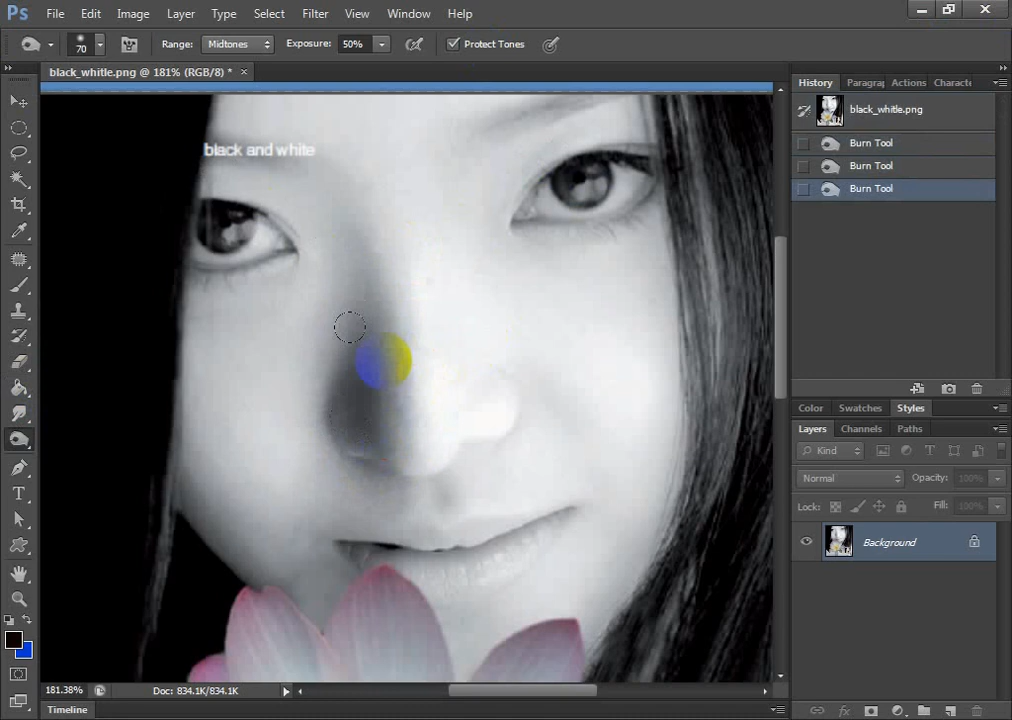 Ps File Edit Image Layer Type Select Filter View Window Help
70 Range: Midtones Exposure: 50% Protect Tones
black_whitle.png @ 181% (RGB/8) * ×
History Paragrap Actions Characte
black_whitle.png
Burn Tool
Burn Tool
Burn Tool
black and white
Color Swatches Styles
Layers Channels Paths
Kind
Normal Opacity: 100%
Lock: Fill: 100%
Background
181.38% Doc: 834.1K/834.1K
Timeline